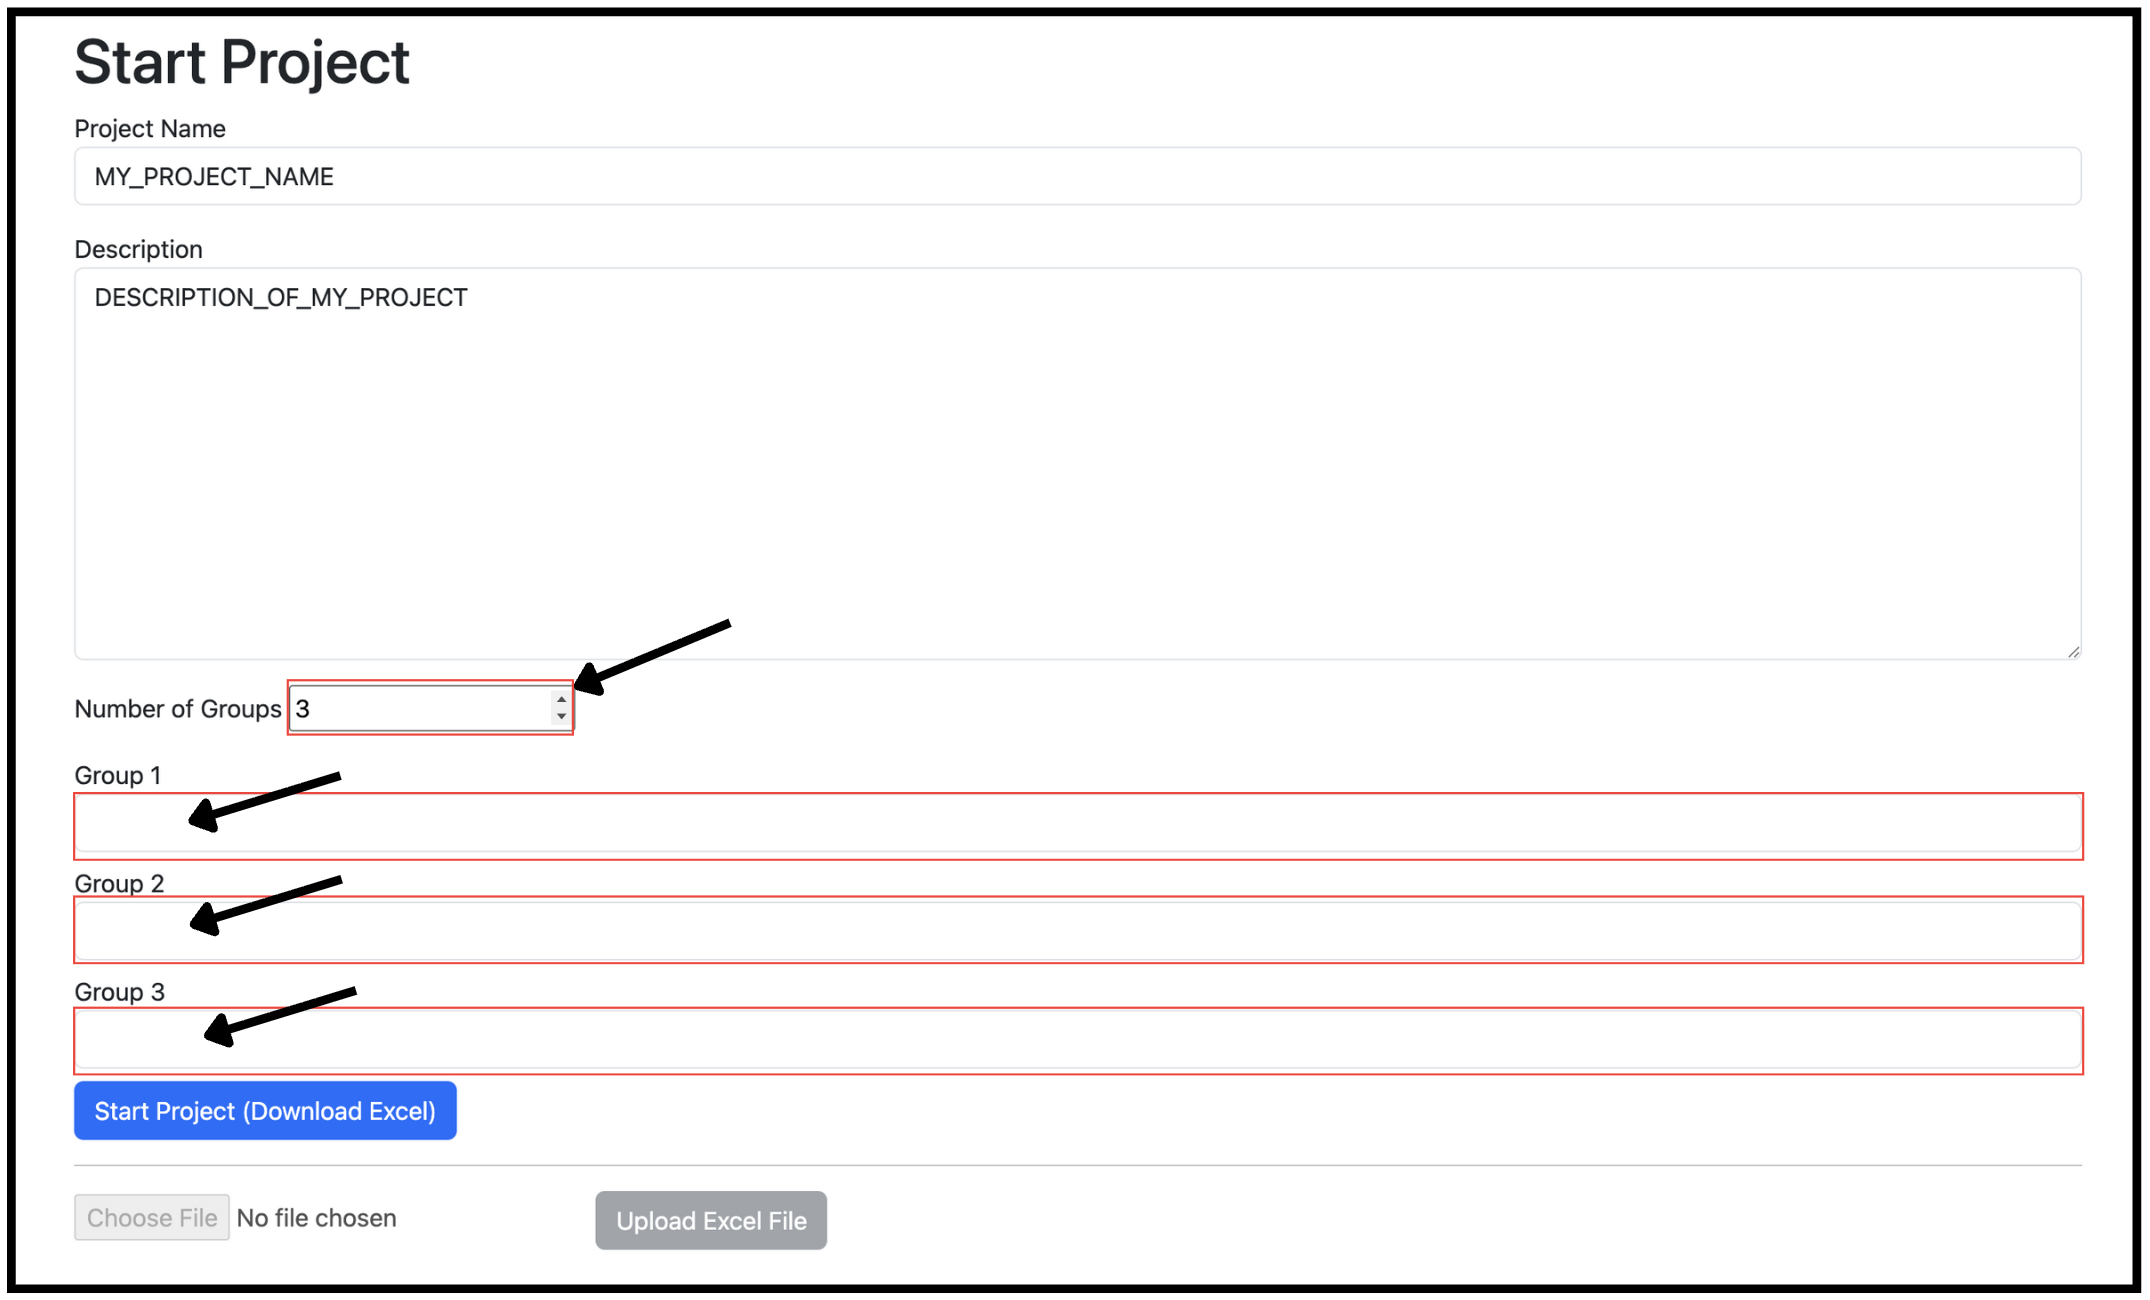 Start Project
Project Name
MY_PROJECT_NAME
Description
DESCRIPTION_OF_MY_PROJECT
Number of Groups 3
Group 1
Group 2
Group 3
Start Project (Download Excel)
Choose File No file chosen Upload Excel File